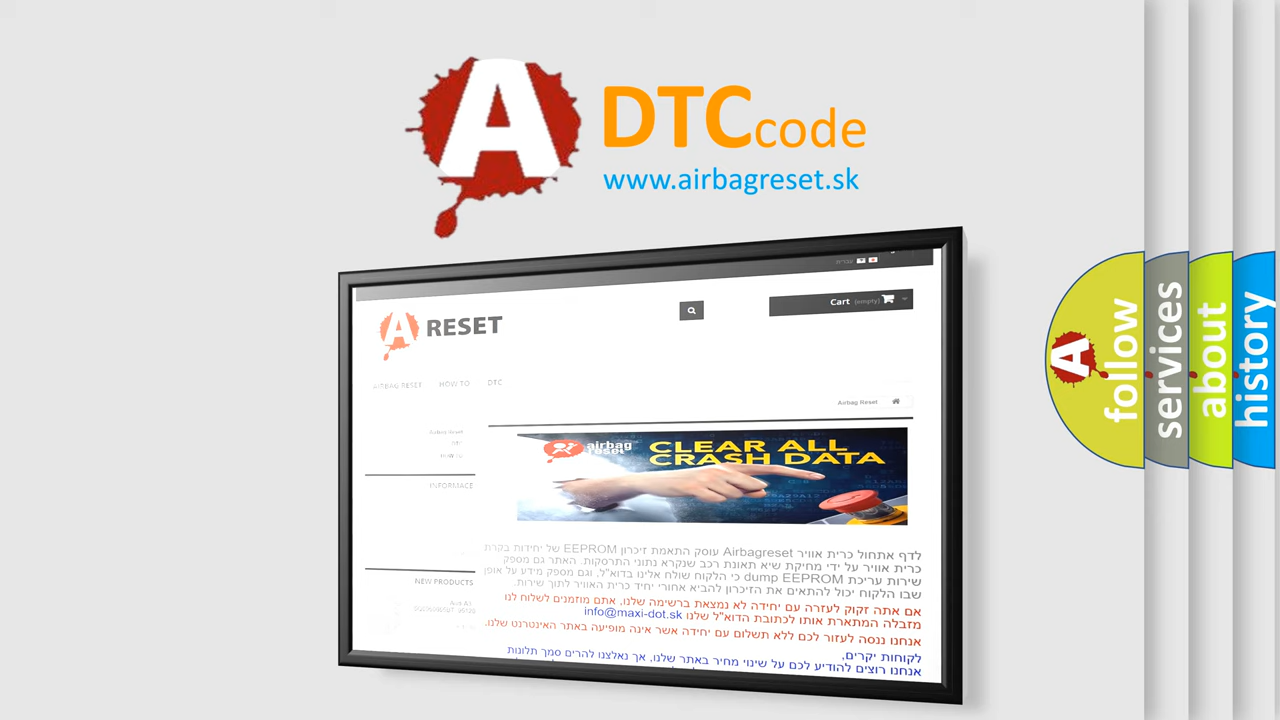 A
DTCcode
www.airbagreset.sk
עברית
A RESET
Cart (empty)
AIRBAG RESET HOW TO DTC
Airbag Reset
Airbag Reset
DTC
HOW TO
INFORMACE
NEW PRODUCTS
airbag
reset
CLEAR ALL
CRASH DATA
לדף אתחול כרית אוויר Airbagreset עוסק התאמת זיכרון EEPROM של יחידות בקרת
כרית אוויר על ידי מחיקת שיא תאונת רכב שנקרא נתוני התרסקות. האתר גם מספק
שירות עריכת dump EEPROM כי הלקוח שולח אלינו בדוא"ל, וגם מספק מידע על אופן
שבו הלקוח יכול להתאים את הזיכרון להביא אחורי יחיד כרית האוויר לתוך שירות.
אם אתה זקוק לעזרה עם יחידה לא נמצאת ברשימה שלנו, אתם מוזמנים לשלוח לנו
מזבלה המתארת אותו לכתובת הדוא"ל שלנו info@maxi-dot.sk
אנחנו ננסה לעזור לכם ללא תשלום עם יחידה אשר אינה מופיעה באתר האינטרנט שלנו.
לקוחות יקרים,
אנחנו רוצים להודיע לכם על שינוי מחיר באתר שלנו, אך נאלצנו להרים סמך תלונות
A follow
services
about
history